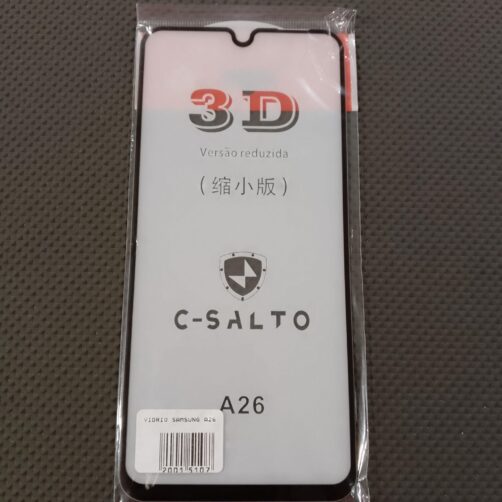 3D
Versão reduzida
(缩小版)
C-SALTO
A26
VIDRIO SAMSUNG A26